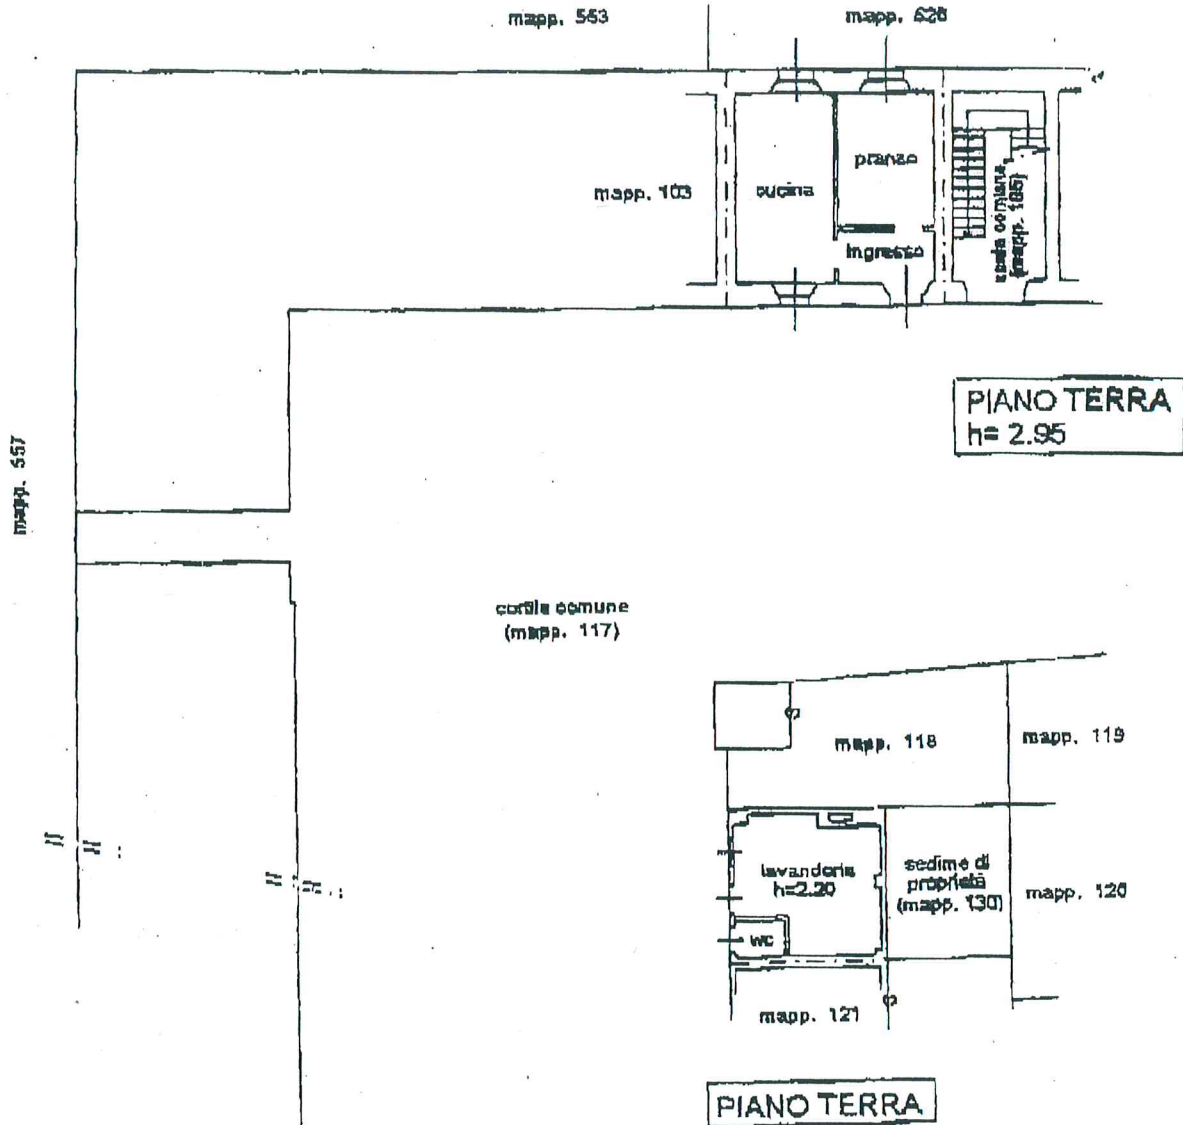 mapp. 553
mapp. 526
mapp. 103
cucina
pranzo
ingresso
scala comune
(mapp. 105)
PIANO TERRA
h= 2.95
mapp. 557
cortile comune
(mapp. 117)
mapp. 118
mapp. 119
lavanderia
h=2.20
sedime di
proprietà
(mapp. 130)
mapp. 120
WC
mapp. 121
PIANO TERRA